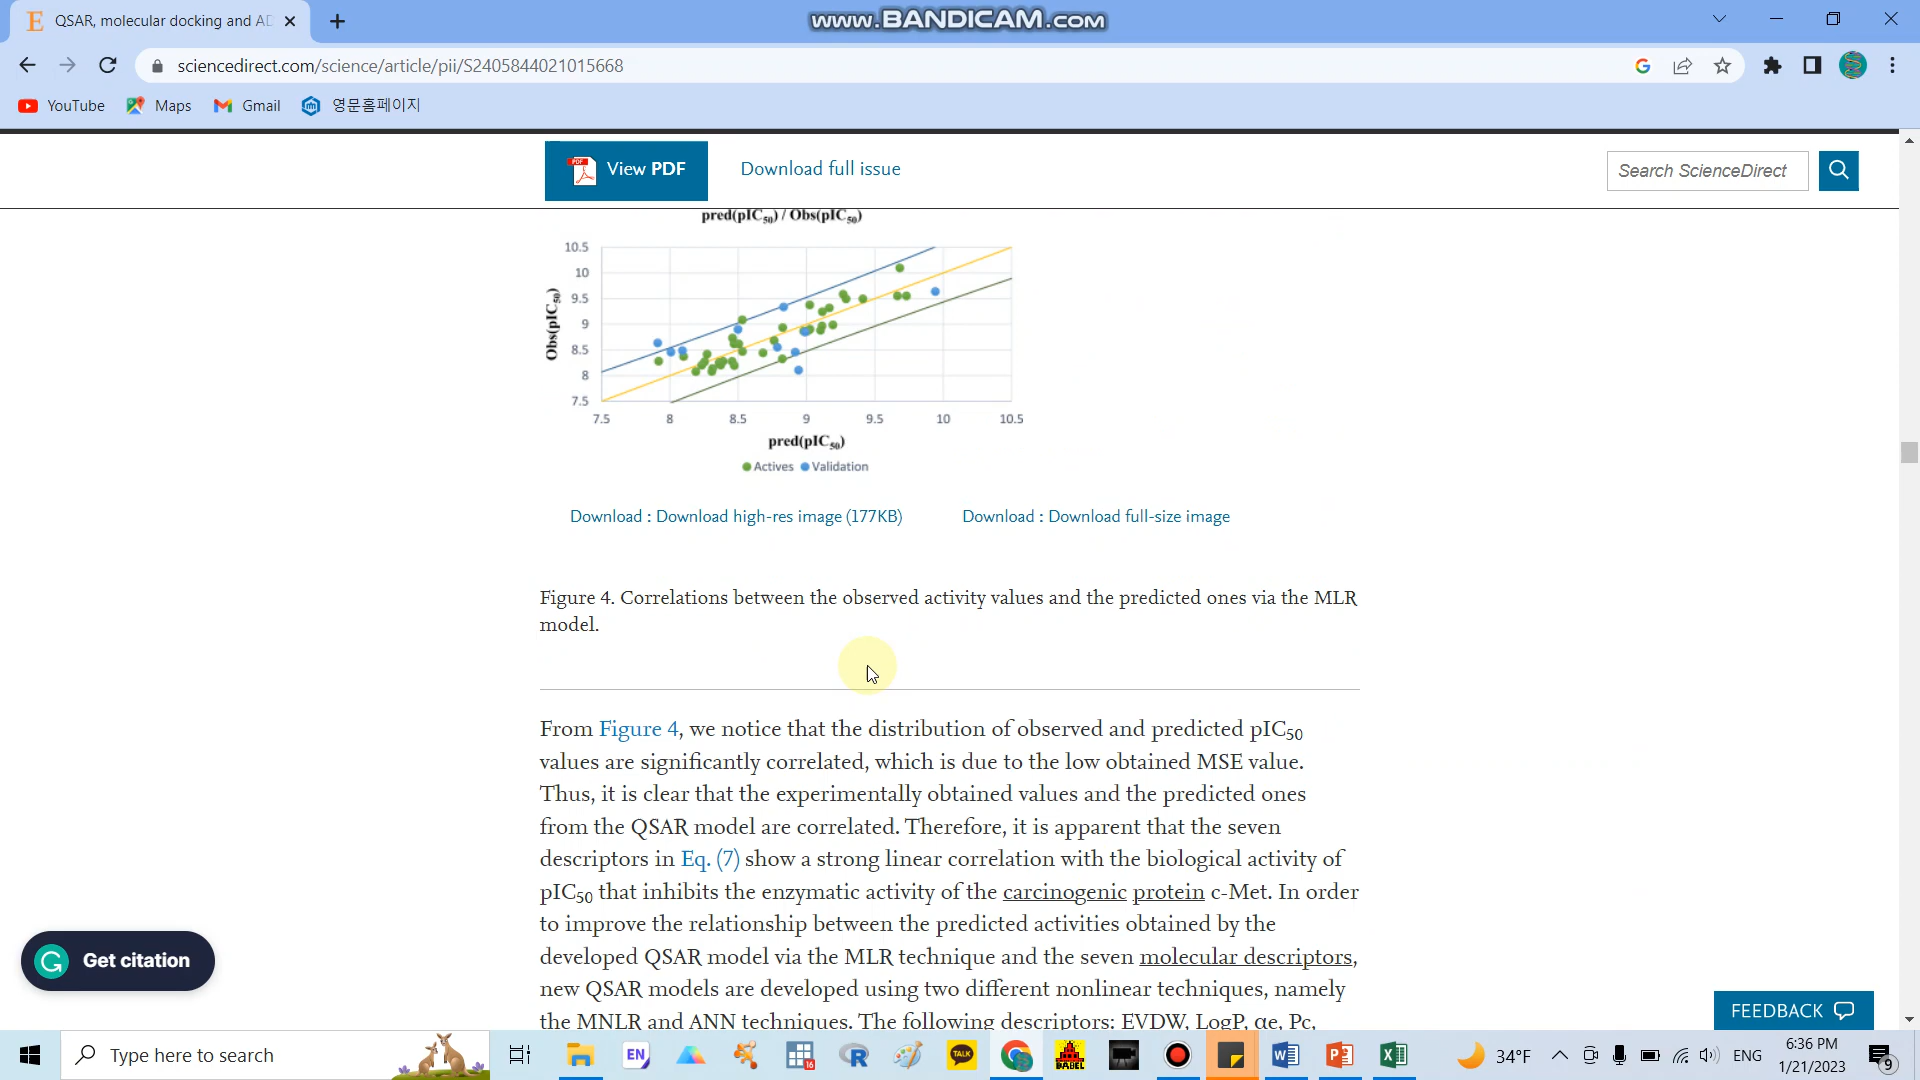 QSAR, molecular docking and AD
www.BANDICAM.com
sciencedirect.com/science/article/pii/S2405844021015668
YouTube Maps Gmail 영문홈페이지
View PDF
Download full issue
Search ScienceDirect
pred(pIC50) / Obs(pIC50)
10.5
10
9.5
9
8.5
8
7.5
Obs(pIC50)
7.5 8 8.5 9 9.5 10 10.5
pred(pIC50)
Actives Validation
Download : Download high-res image (177KB) Download : Download full-size image
Figure 4. Correlations between the observed activity values and the predicted ones via the MLR
model.
From Figure 4, we notice that the distribution of observed and predicted pIC50
values are significantly correlated, which is due to the low obtained MSE value.
Thus, it is clear that the experimentally obtained values and the predicted ones
from the QSAR model are correlated. Therefore, it is apparent that the seven
descriptors in Eq. (7) show a strong linear correlation with the biological activity of
pIC50 that inhibits the enzymatic activity of the carcinogenic protein c-Met. In order
to improve the relationship between the predicted activities obtained by the
developed QSAR model via the MLR technique and the seven molecular descriptors,
new QSAR models are developed using two different nonlinear techniques, namely
the MNLR and ANN techniques. The following descriptors: EVDW, LogP, αe, Pc,
Get citation
FEEDBACK
Type here to search
EN
16
R
TALK
BABEL
34°F
ENG
6:36 PM
1/21/2023
9